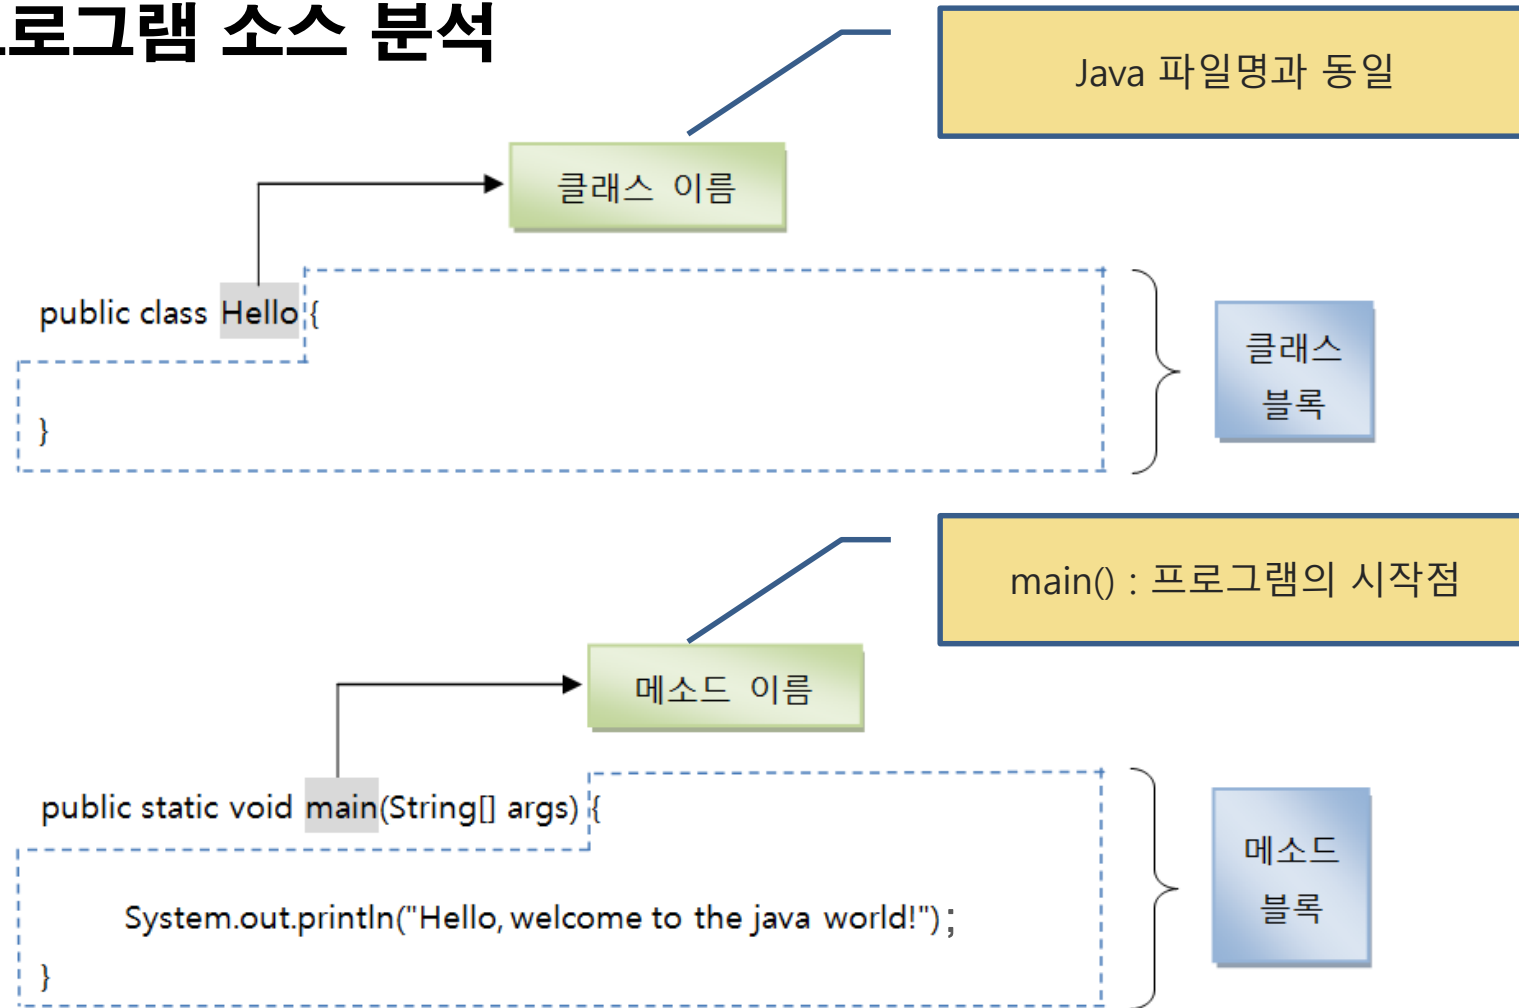 로그램 소스 분석
Java 파일명과 동일
클래스 이름
public class Hello {
}
클래스
블록
main() : 프로그램의 시작점
메소드 이름
public static void main(String[] args) {
System.out.println("Hello, welcome to the java world!");
}
메소드
블록